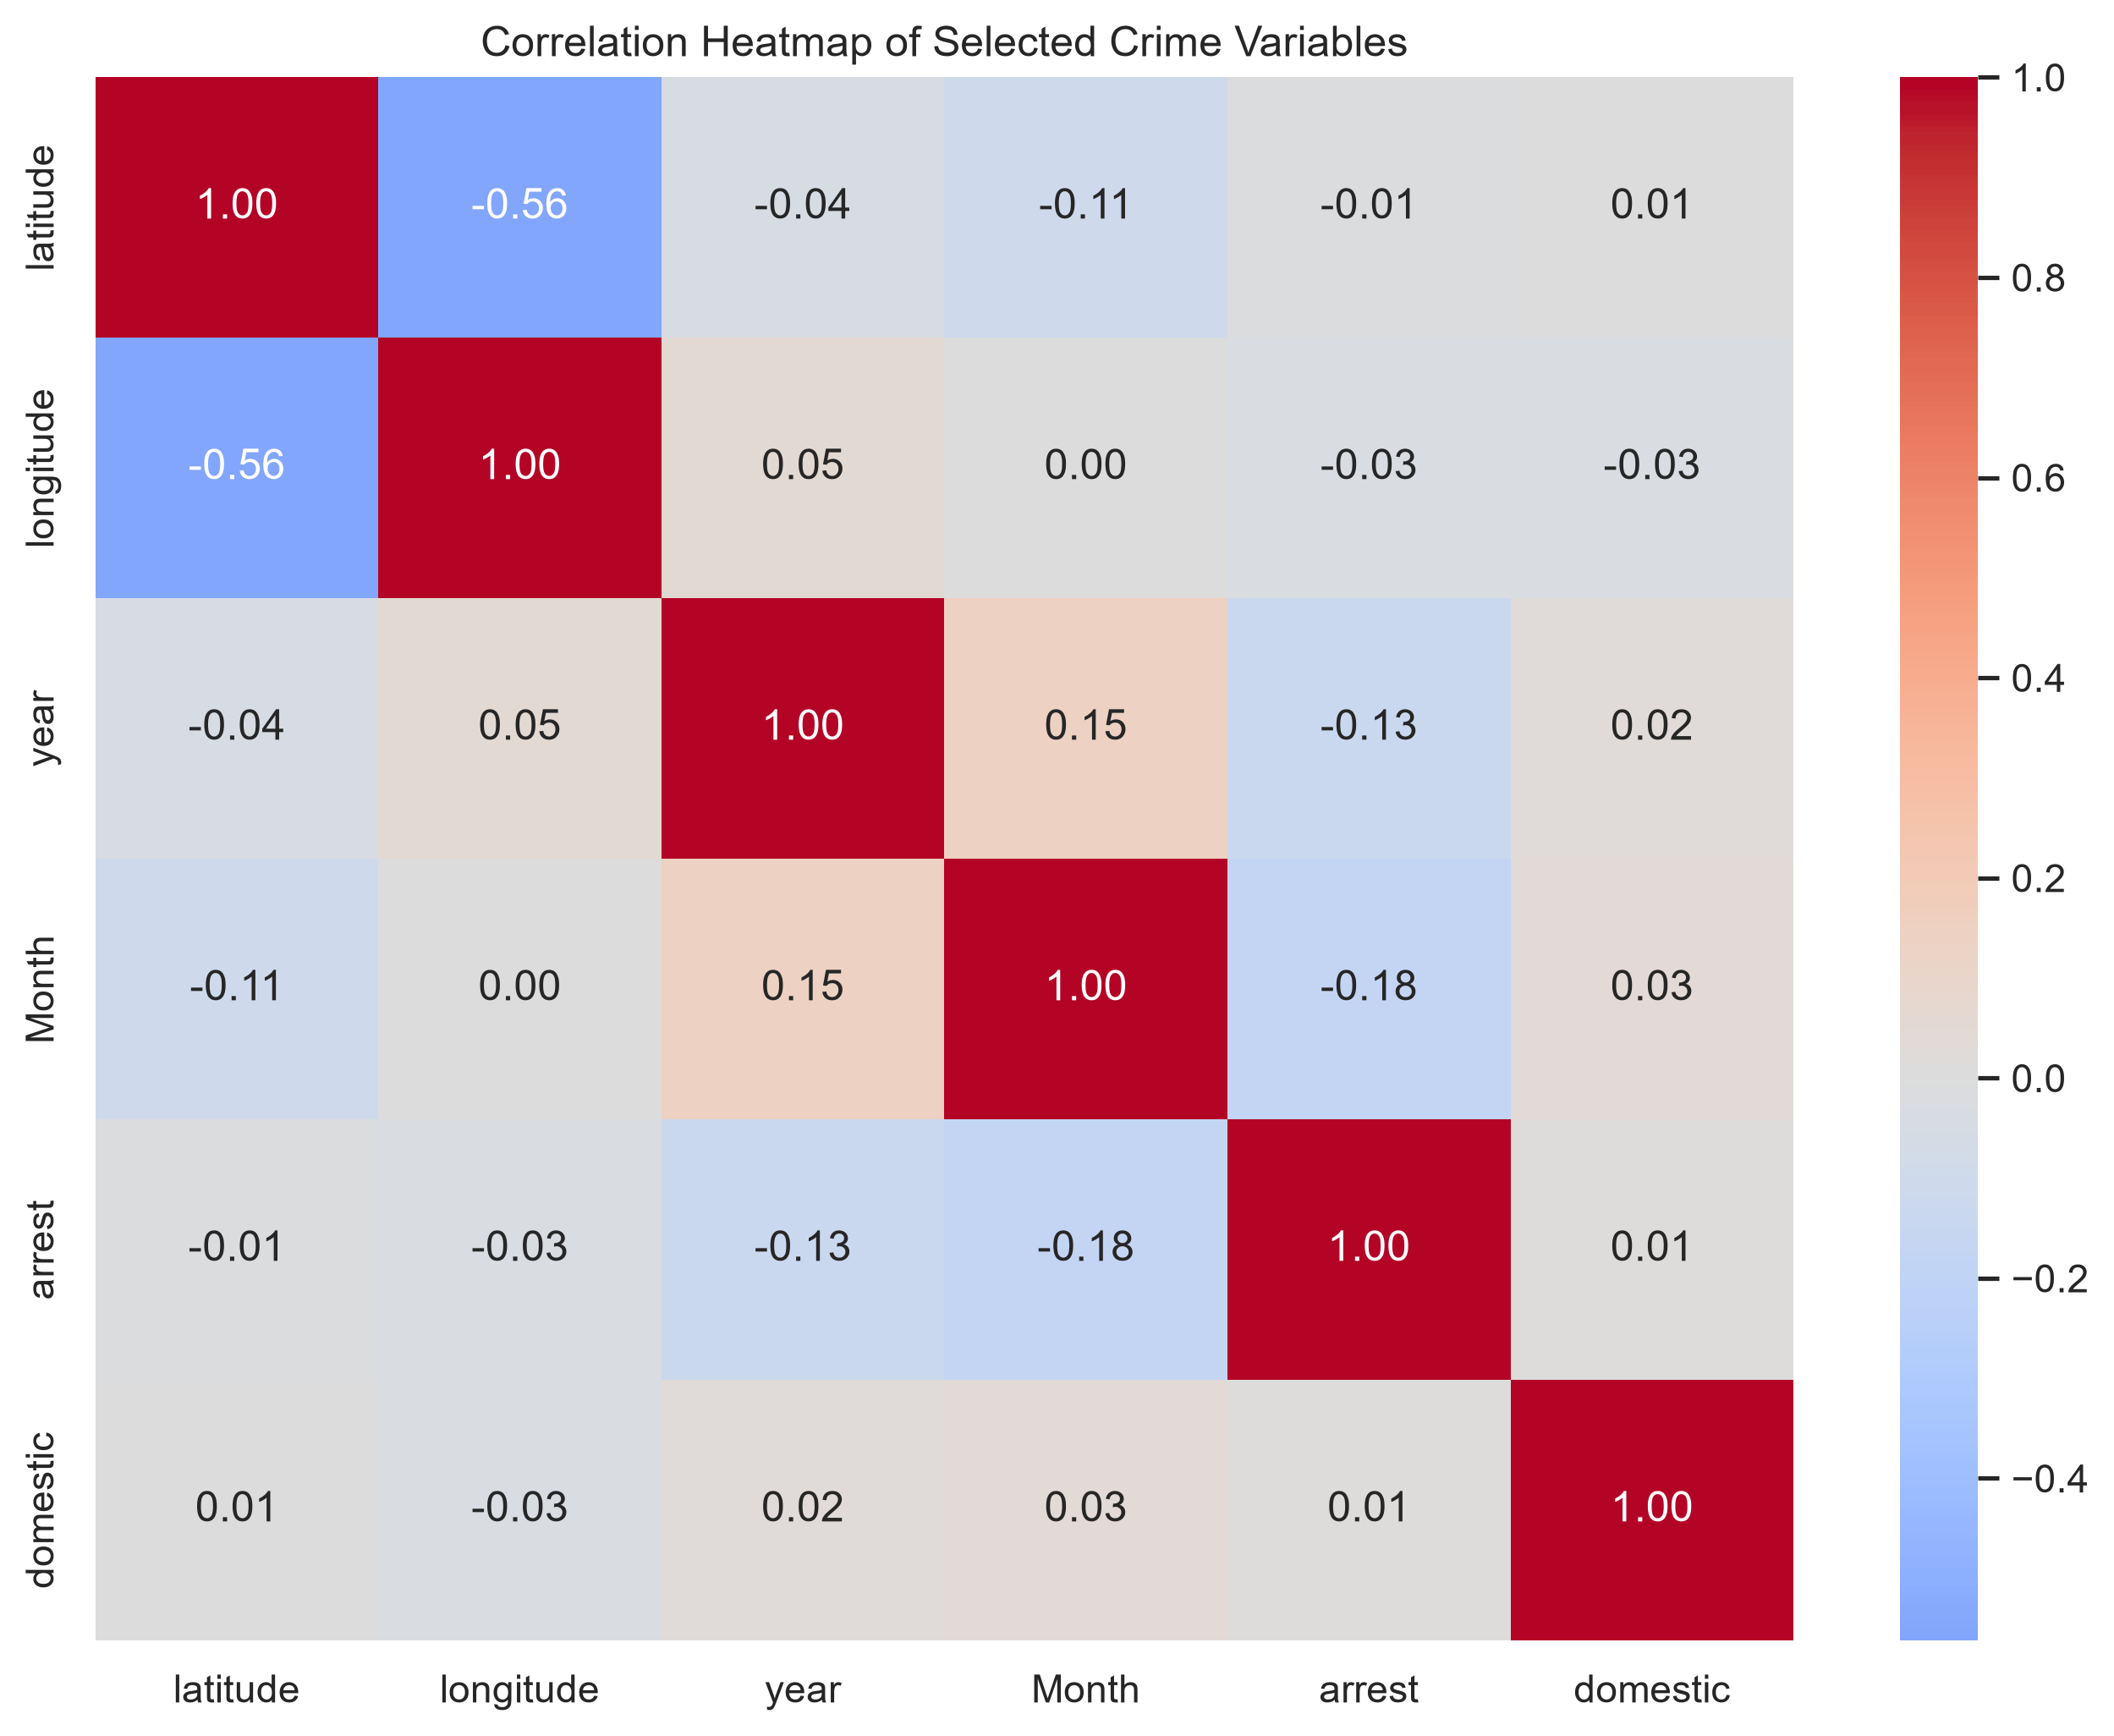 Correlation Heatmap of Selected Crime Variables
latitude 1.00 -0.56 -0.04 -0.11 -0.01 0.01
longitude -0.56 1.00 0.05 0.00 -0.03 -0.03
year -0.04 0.05 1.00 0.15 -0.13 0.02
Month -0.11 0.00 0.15 1.00 -0.18 0.03
arrest -0.01 -0.03 -0.13 -0.18 1.00 0.01
domestic 0.01 -0.03 0.02 0.03 0.01 1.00
latitude longitude year Month arrest domestic
1.0
0.8
0.6
0.4
0.2
0.0
−0.2
−0.4